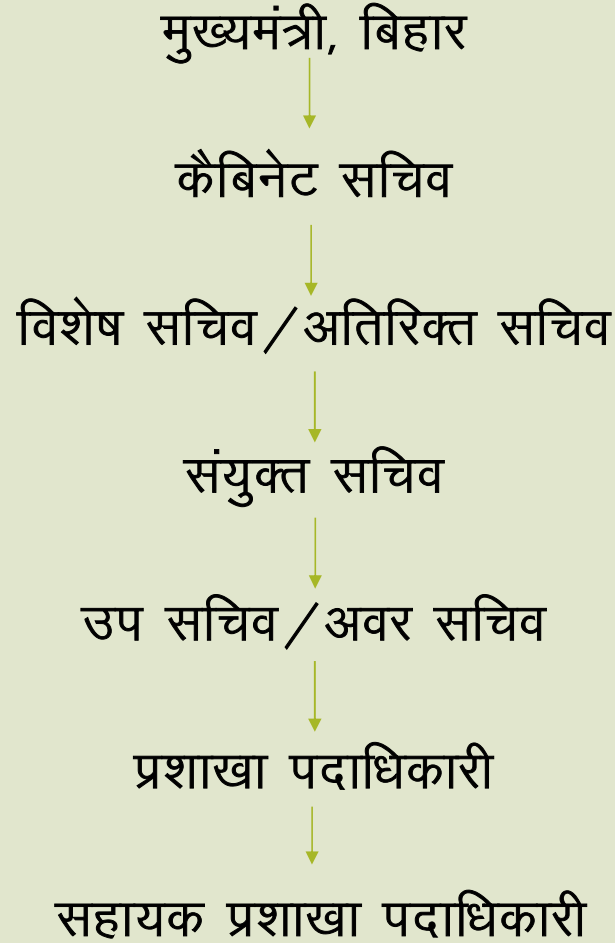 मुख्यमंत्री, बिहार
कैबिनेट सचिव
विशेष सचिव/अतिरिक्त सचिव
संयुक्त सचिव
उप सचिव/अवर सचिव
प्रशाखा पदाधिकारी
सहायक प्रशाखा पदाधिकारी